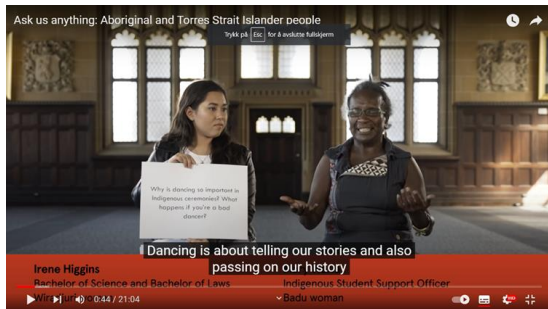 Ask us anything: Aboriginal and Torres Strait Islander people
Trykk på Esc for å avslutte fullskjerm
Why is dancing so important in
Indigenous ceremonies? What
happens if you're a bad
dancer?
Dancing is about telling our stories and also
passing on our history
Irene Higgins
Bachelor of Science and Bachelor of Laws
Indigenous Student Support Officer
0:44 / 21:04
Badu woman